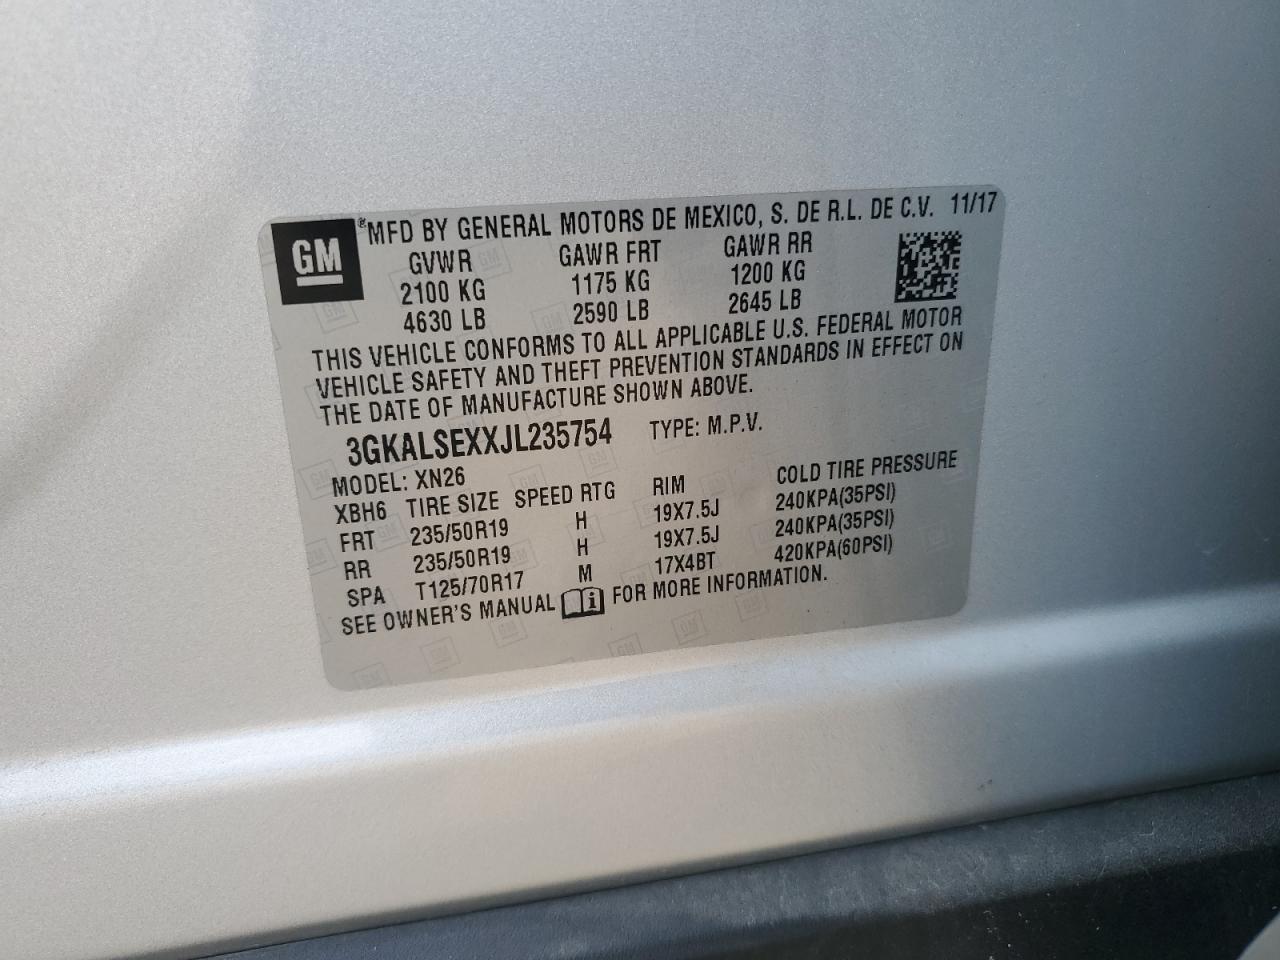 GM
®MFD BY GENERAL MOTORS DE MEXICO, S. DE R.L. DE C.V. 11/17
GVWR GAWR FRT GAWR RR
2100 KG 1175 KG 1200 KG
4630 LB 2590 LB 2645 LB
THIS VEHICLE CONFORMS TO ALL APPLICABLE U.S. FEDERAL MOTOR
VEHICLE SAFETY AND THEFT PREVENTION STANDARDS IN EFFECT ON
THE DATE OF MANUFACTURE SHOWN ABOVE.
3GKALSEXXJL235754 TYPE: M.P.V.
MODEL: XN26
XBH6 TIRE SIZE SPEED RTG RIM COLD TIRE PRESSURE
FRT 235/50R19 H 19X7.5J 240KPA(35PSI)
RR 235/50R19 H 19X7.5J 240KPA(35PSI)
SPA T125/70R17 M 17X4BT 420KPA(60PSI)
SEE OWNER'S MANUAL i FOR MORE INFORMATION.